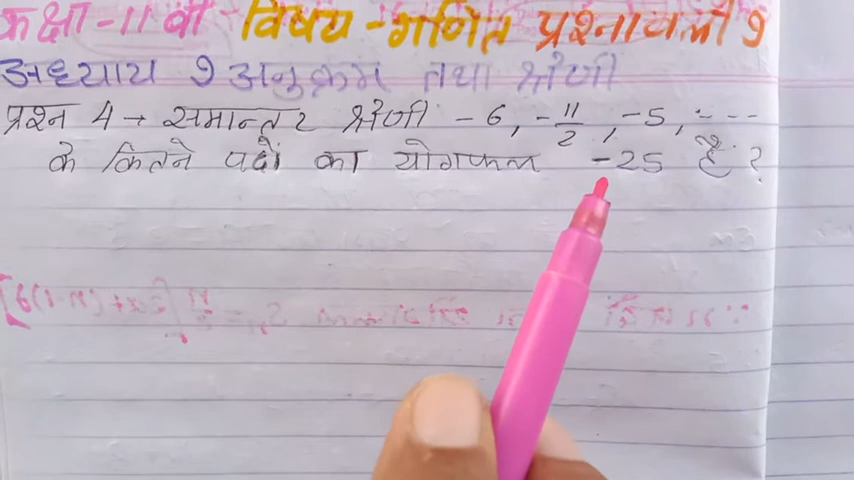 कक्षा-11वी विषय-गणित प्रश्नावली 9
अध्याय 9 अनुक्रम तथा श्रेणी
प्रश्न 4→ समान्तर श्रेणी -6, -11/2, -5, ----
के कितने पदों का योगफल -25 है?